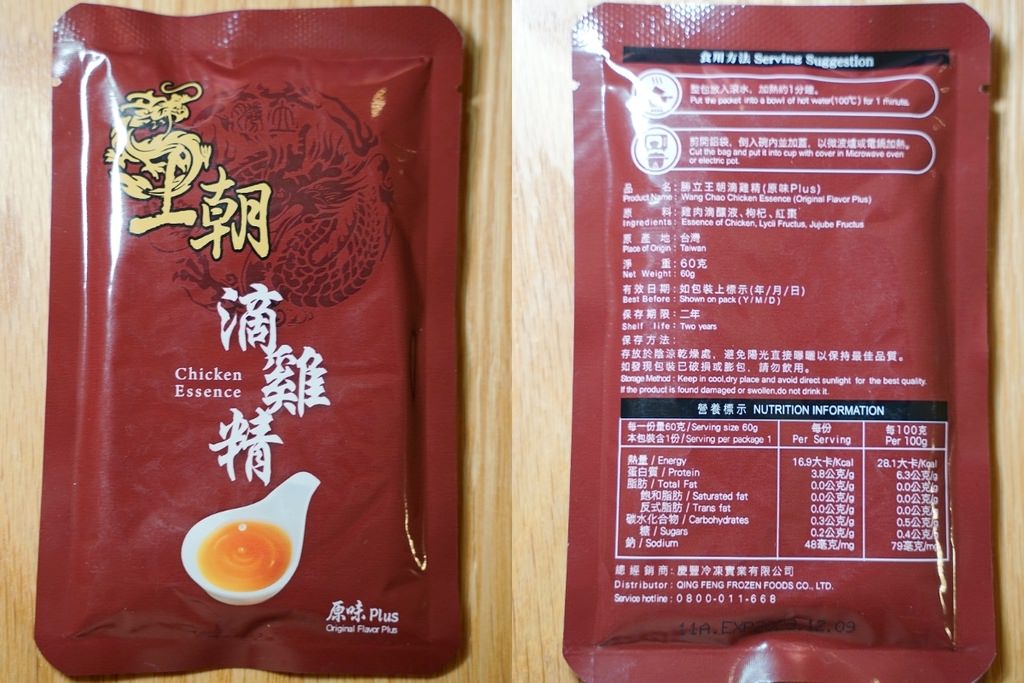 王朝
滴雞精
Chicken
Essence
原味 Plus
Original Flavor Plus
食用方法 Serving Suggestion
整包放入滾水，加熱約1分鐘。
Put the packet into a bowl of hot water(100℃) for 1 minute.
剪開鋁袋，倒入碗內並加蓋，以微波爐或電鍋加熱。
Cut the bag and put it into cup with cover in Microwave oven
or electric pot.
品名：勝立王朝滴雞精(原味Plus)
Product Name : Wang Chao Chicken Essence (Original Flavor Plus)
原料：雞肉滴釀液、枸杞、紅棗
Ingredients : Essence of Chicken, Lycii Fructus, Jujube Fructus
原產地：台灣
Place of Origin : Taiwan
淨重：60克
Net Weight : 60g
有效日期：如包裝上標示(年/月/日)
Best Before : Shown on pack (Y/M/D)
保存期限：二年
Shelf life : Two years
保存方法：
存放於陰涼乾燥處，避免陽光直接曝曬以保持最佳品質。
如發現包裝已破損或膨包，請勿飲用。
Storage Method : Keep in cool,dry place and avoid direct sunlight for the best quality.
If the product is found damaged or swollen,do not drink it.
營養標示 NUTRITION INFORMATION
每一份量60克/Serving size 60g 每份 每100克
本包裝含1份/Serving per package 1 Per Serving Per 100g
熱量 / Energy 16.9大卡/Kcal 28.1大卡/Kcal
蛋白質 / Protein 3.8公克/g 6.3公克/g
脂肪 / Total Fat 0.0公克/g 0.0公克/g
飽和脂肪 / Saturated fat 0.0公克/g 0.0公克/g
反式脂肪 / Trans fat 0.0公克/g 0.0公克/g
碳水化合物 / Carbohydrates 0.3公克/g 0.5公克/g
糖 / Sugars 0.2公克/g 0.4公克/g
鈉 / Sodium 48毫克/mg 79毫克/mg
總經銷商：慶豐冷凍實業有限公司
Distributor : QING FENG FROZEN FOODS CO., LTD.
Service hotline : 0800-011-668